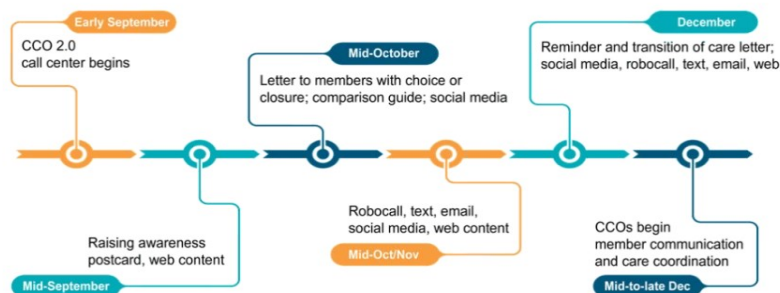 Early September
CCO 2.0
call center begins
Mid-October
Letter to members with choice or
closure; comparison guide; social media
December
Reminder and transition of care letter;
social media, robocall, text, email, web
Raising awareness
postcard, web content
Mid-September
Robocall, text, email,
social media, web content
Mid-Oct/Nov
CCOs begin
member communication
and care coordination
Mid-to-late Dec